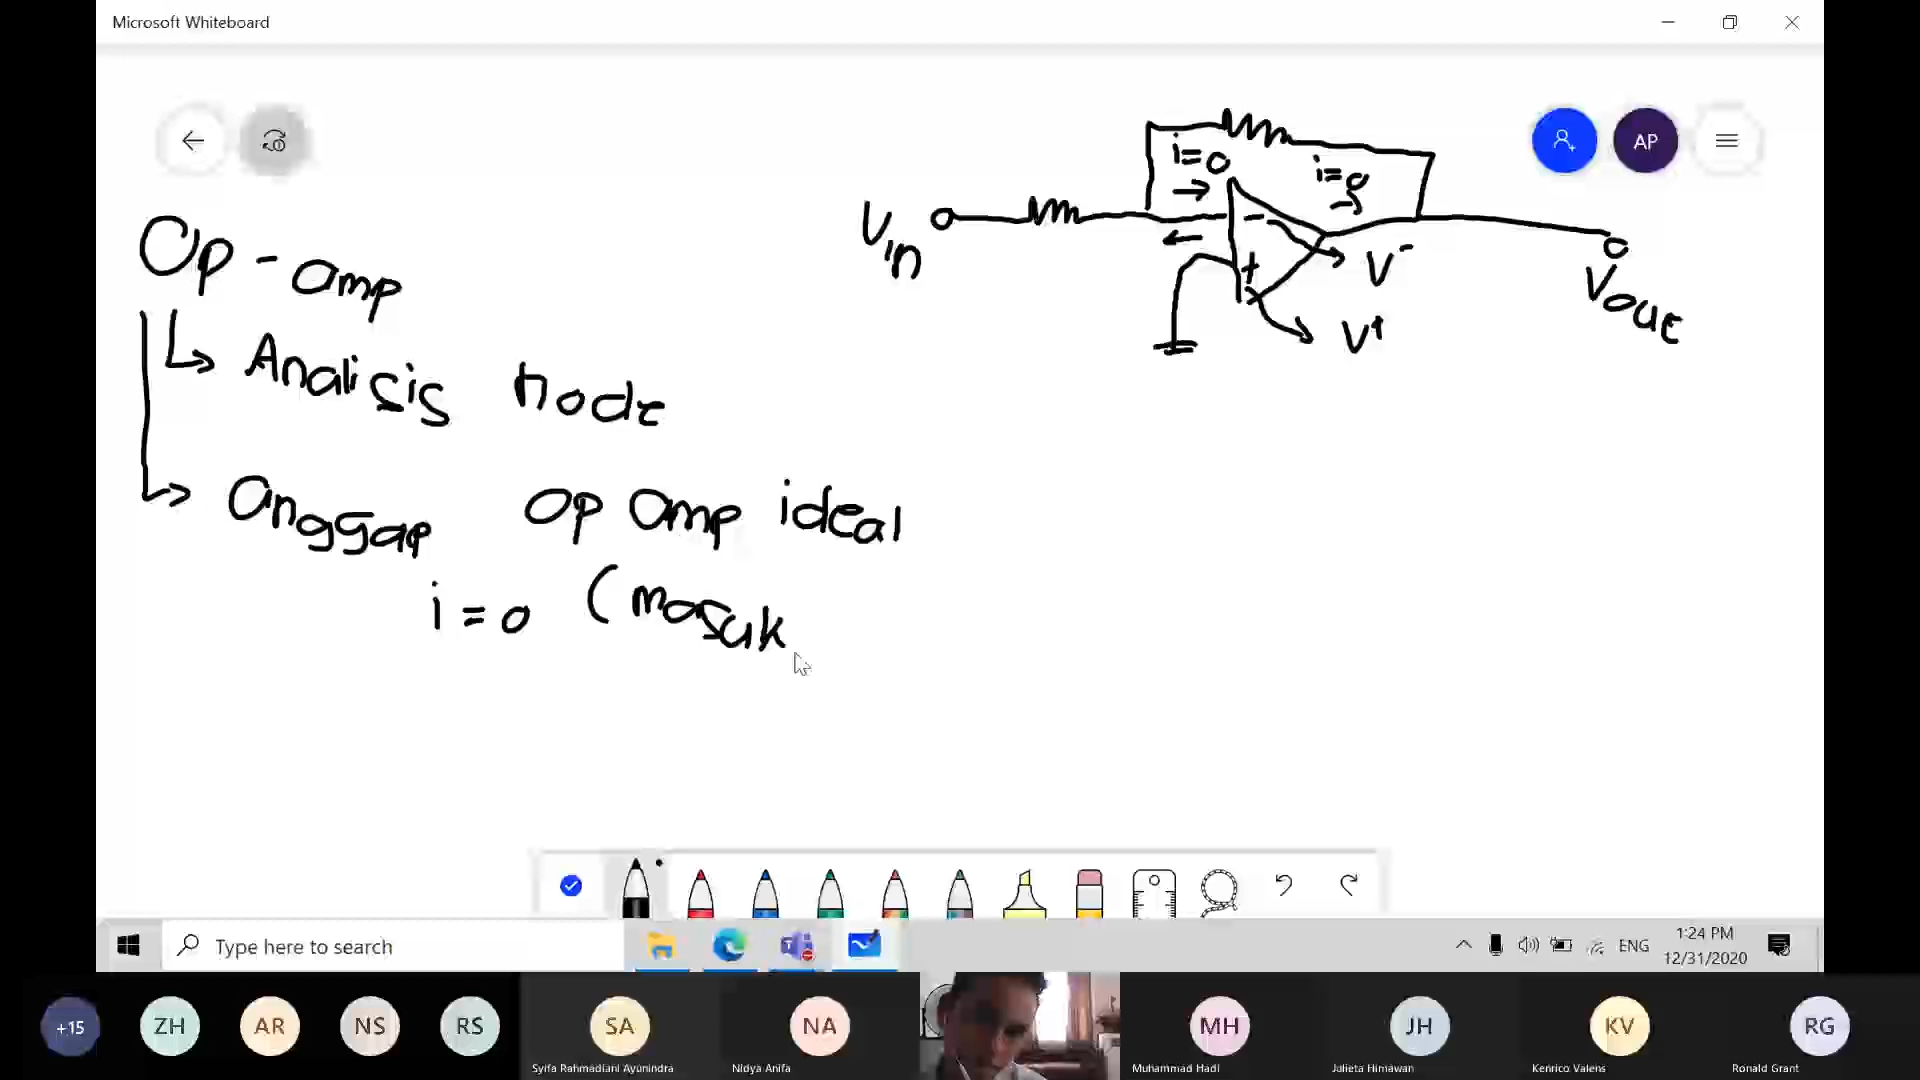 Microsoft Whiteboard
AP
i=0
i=0
Vin
-
+
V-
V+
Vout
Op-amp
Analisis node
anggap op amp ideal
i=0 (masuk
Type here to search
ENG
1:24 PM
12/31/2020
+15
ZH
AR
NS
RS
SA
NA
MH
JH
KV
RG
Syifa Rahmadiani Ayunindra
Nidya Anifa
Muhammad Hadi
Julieta Himawan
Kenrico Valens
Ronald Grant